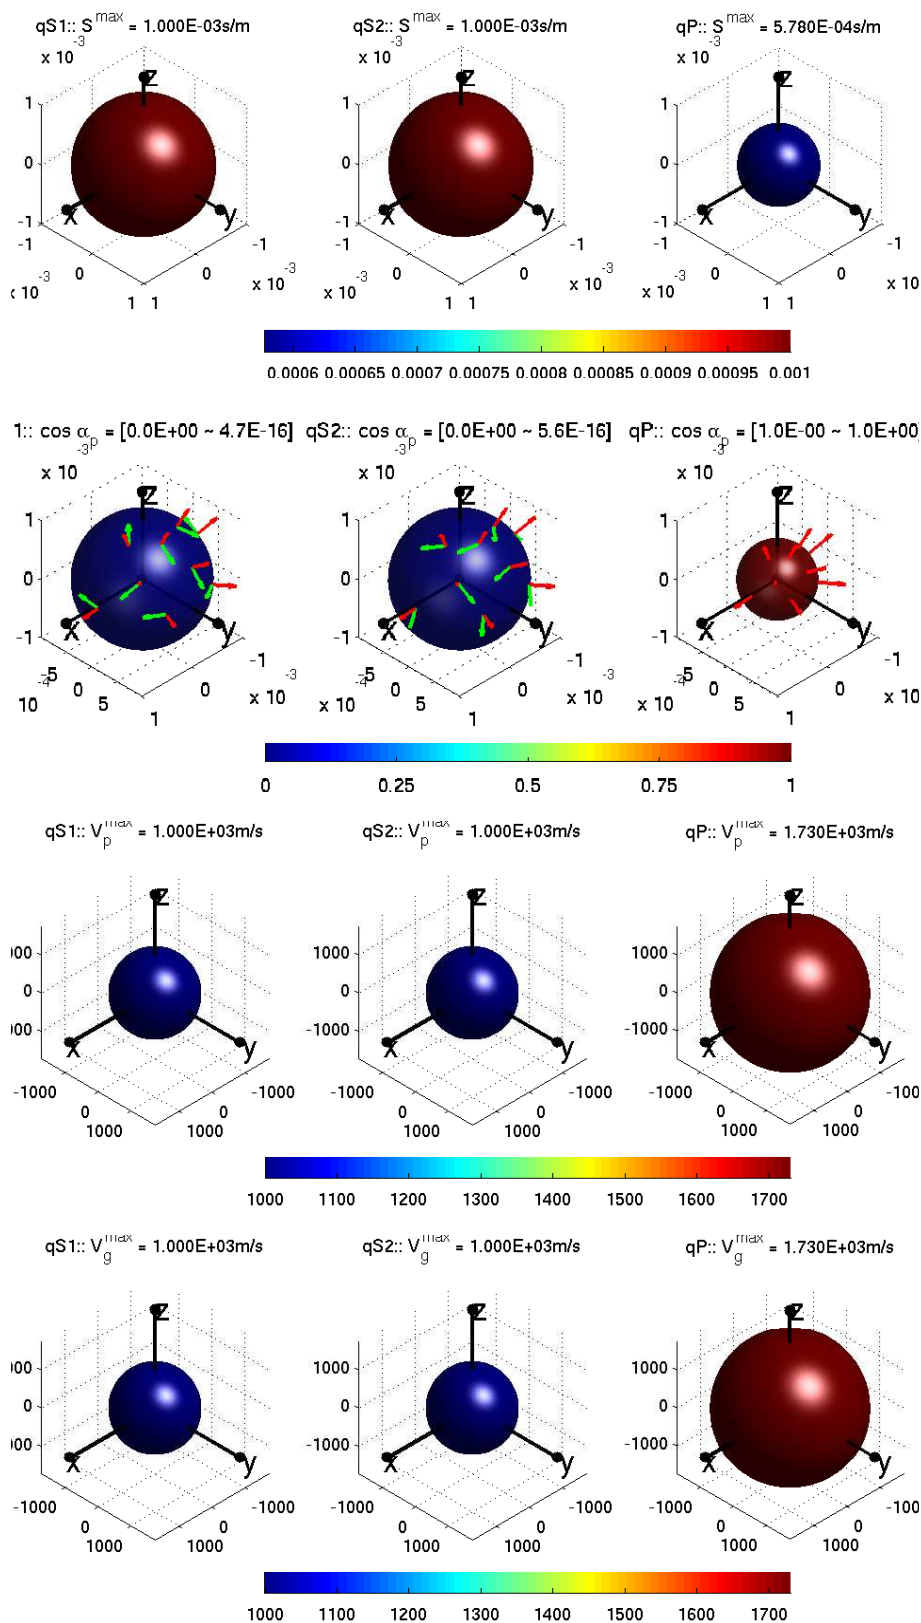 qS1:: S^max = 1.000E-03s/m qS2:: S^max = 1.000E-03s/m qP:: S^max = 5.780E-04s/m
x 10^-3 x 10^-3 x 10^-3
z z z
1 1 1
0 0 0
x y x y x y
-1 -1 -1
-1 -1 -1 -1 -1 -1
0 0 0 0 0 0
x 10^-3 x 10^-3 x 10^-3 x 10^-3 x 10^-3
1 1 1 1 1 1
0.0006 0.00065 0.0007 0.00075 0.0008 0.00085 0.0009 0.00095 0.001
1:: cos α_p = [0.0E+00 ~ 4.7E-16] qS2:: cos α_p = [0.0E+00 ~ 5.6E-16] qP:: cos α_p = [1.0E-00 ~ 1.0E+00]
x 10^-3 x 10^-3 x 10^-3
z z z
1 1 1
0 0 0
x y x y x y
-1 -1 -1
-1 -1 -1
-5 -5 -5
0 0 0 0 0 0
10^-4 5 x 10^-3 x 10^-4 5 x 10^-3 x 10^-4 5
1 1 1
0 0.25 0.5 0.75 1
qS1:: V_p^max = 1.000E+03m/s qS2:: V_p^max = 1.000E+03m/s qP:: V_p^max = 1.730E+03m/s
z z z
000 1000 1000
0 0 0
000 -1000 -1000
x y x y x y
-1000 -1000 -1000 -1000 -1000 -1000
0 0 0 0 0 0
1000 1000 1000 1000 1000 1000
1000 1100 1200 1300 1400 1500 1600 1700
qS1:: V_g^max = 1.000E+03m/s qS2:: V_g^max = 1.000E+03m/s qP:: V_g^max = 1.730E+03m/s
z z z
000 1000 1000
0 0 0
000 -1000 -1000
x y x y x y
-1000 -1000 -1000 -1000 -1000 -1000
0 0 0 0 0 0
1000 1000 1000 1000 1000 1000
1000 1100 1200 1300 1400 1500 1600 1700